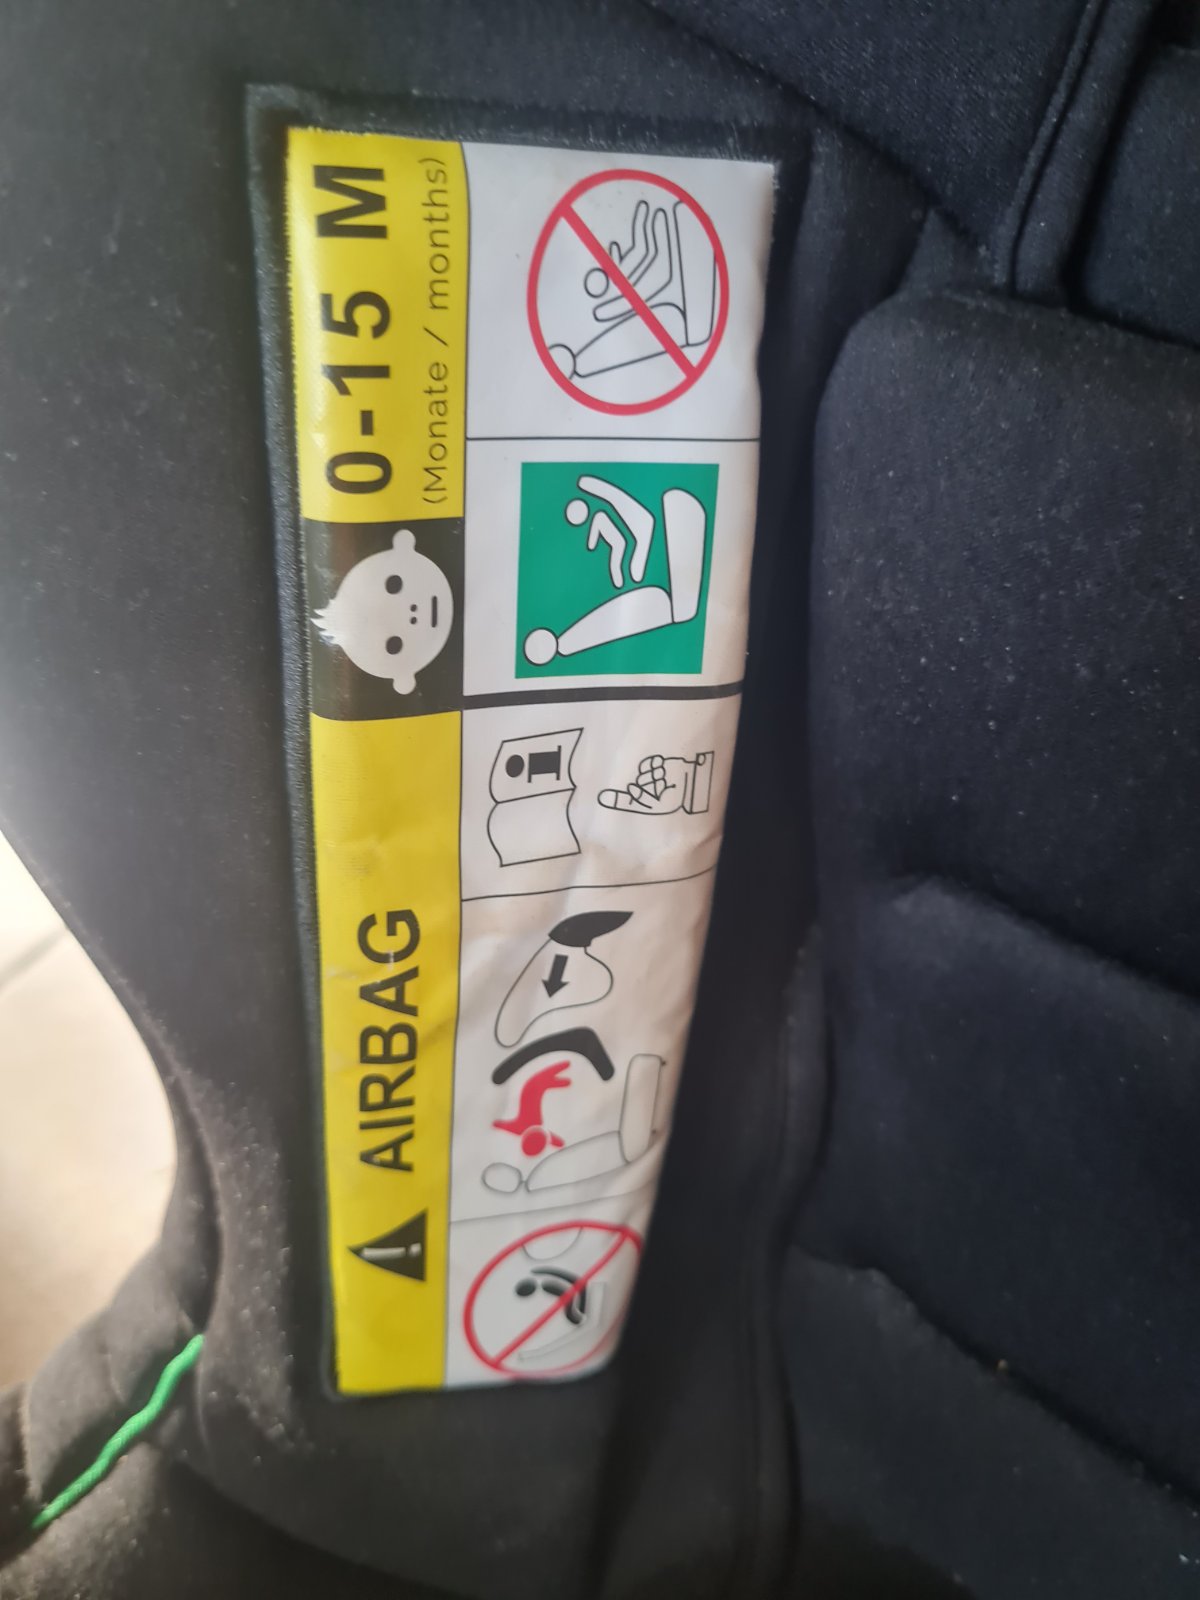 AIRBAG
0-15 M
(Monate / months)
i